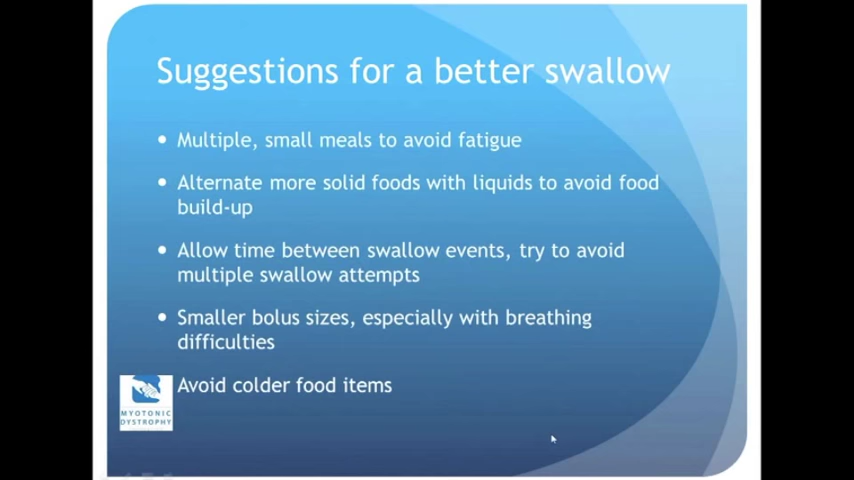 Suggestions for a better swallow
• Multiple, small meals to avoid fatigue
• Alternate more solid foods with liquids to avoid food
build-up
• Allow time between swallow events, try to avoid
multiple swallow attempts
• Smaller bolus sizes, especially with breathing
difficulties
Avoid colder food items
MYOTONIC
DYSTROPHY